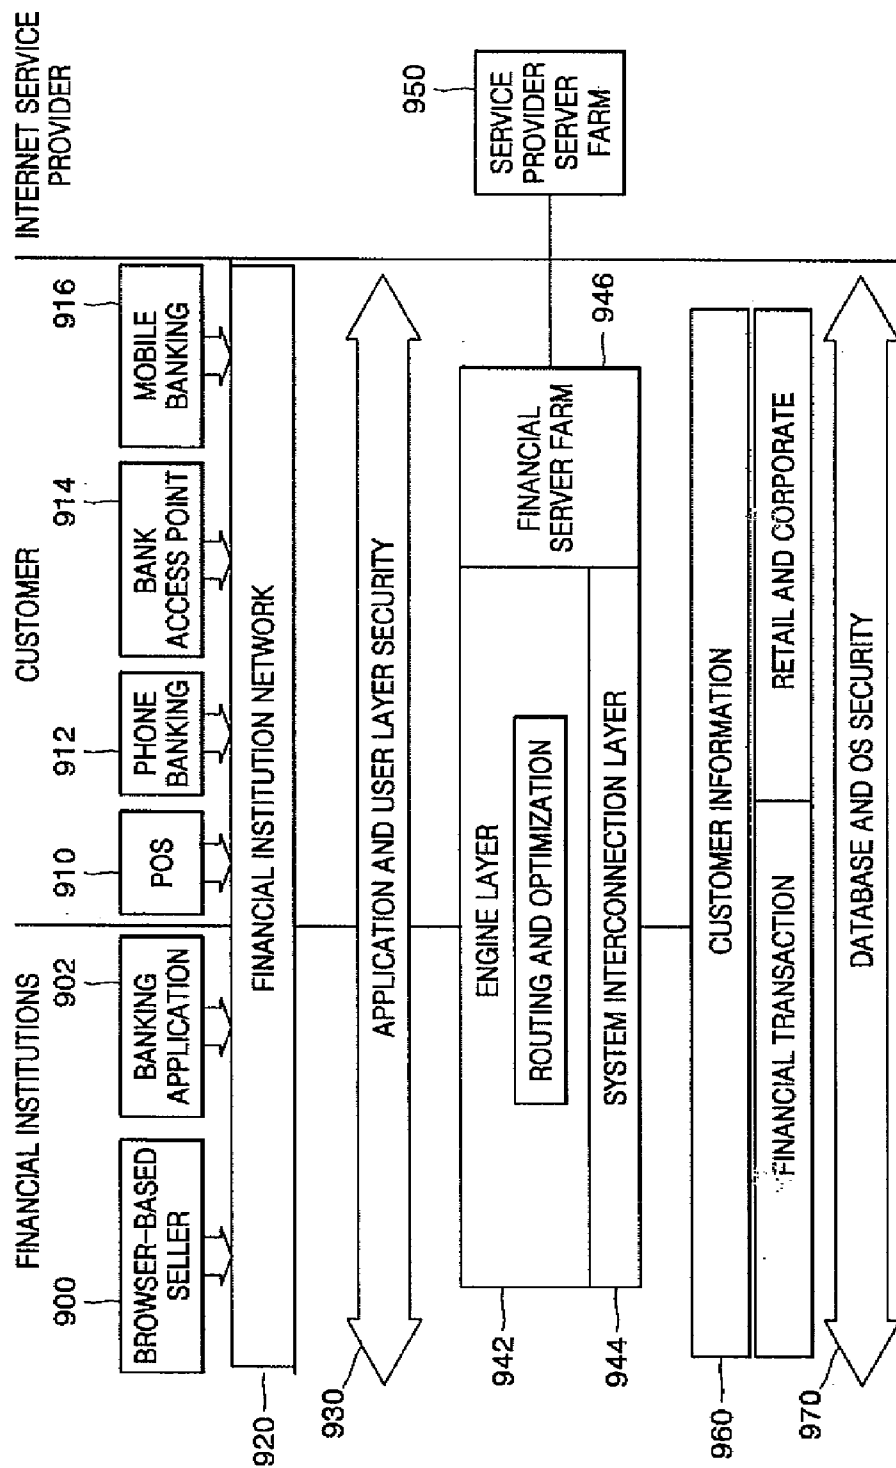 FINANCIAL INSTITUTIONS
CUSTOMER
INTERNET SERVICE
PROVIDER
900
902
910
912
914
916
BROWSER-BASED
SELLER
BANKING
APPLICATION
POS
PHONE
BANKING
BANK
ACCESS POINT
MOBILE
BANKING
920
FINANCIAL INSTITUTION NETWORK
930
APPLICATION AND USER LAYER SECURITY
942
ENGINE LAYER
ROUTING AND OPTIMIZATION
944
SYSTEM INTERCONNECTION LAYER
FINANCIAL
SERVER FARM
946
950
SERVICE
PROVIDER
SERVER
FARM
960
CUSTOMER INFORMATION
FINANCIAL TRANSACTION
RETAIL AND CORPORATE
970
DATABASE AND OS SECURITY